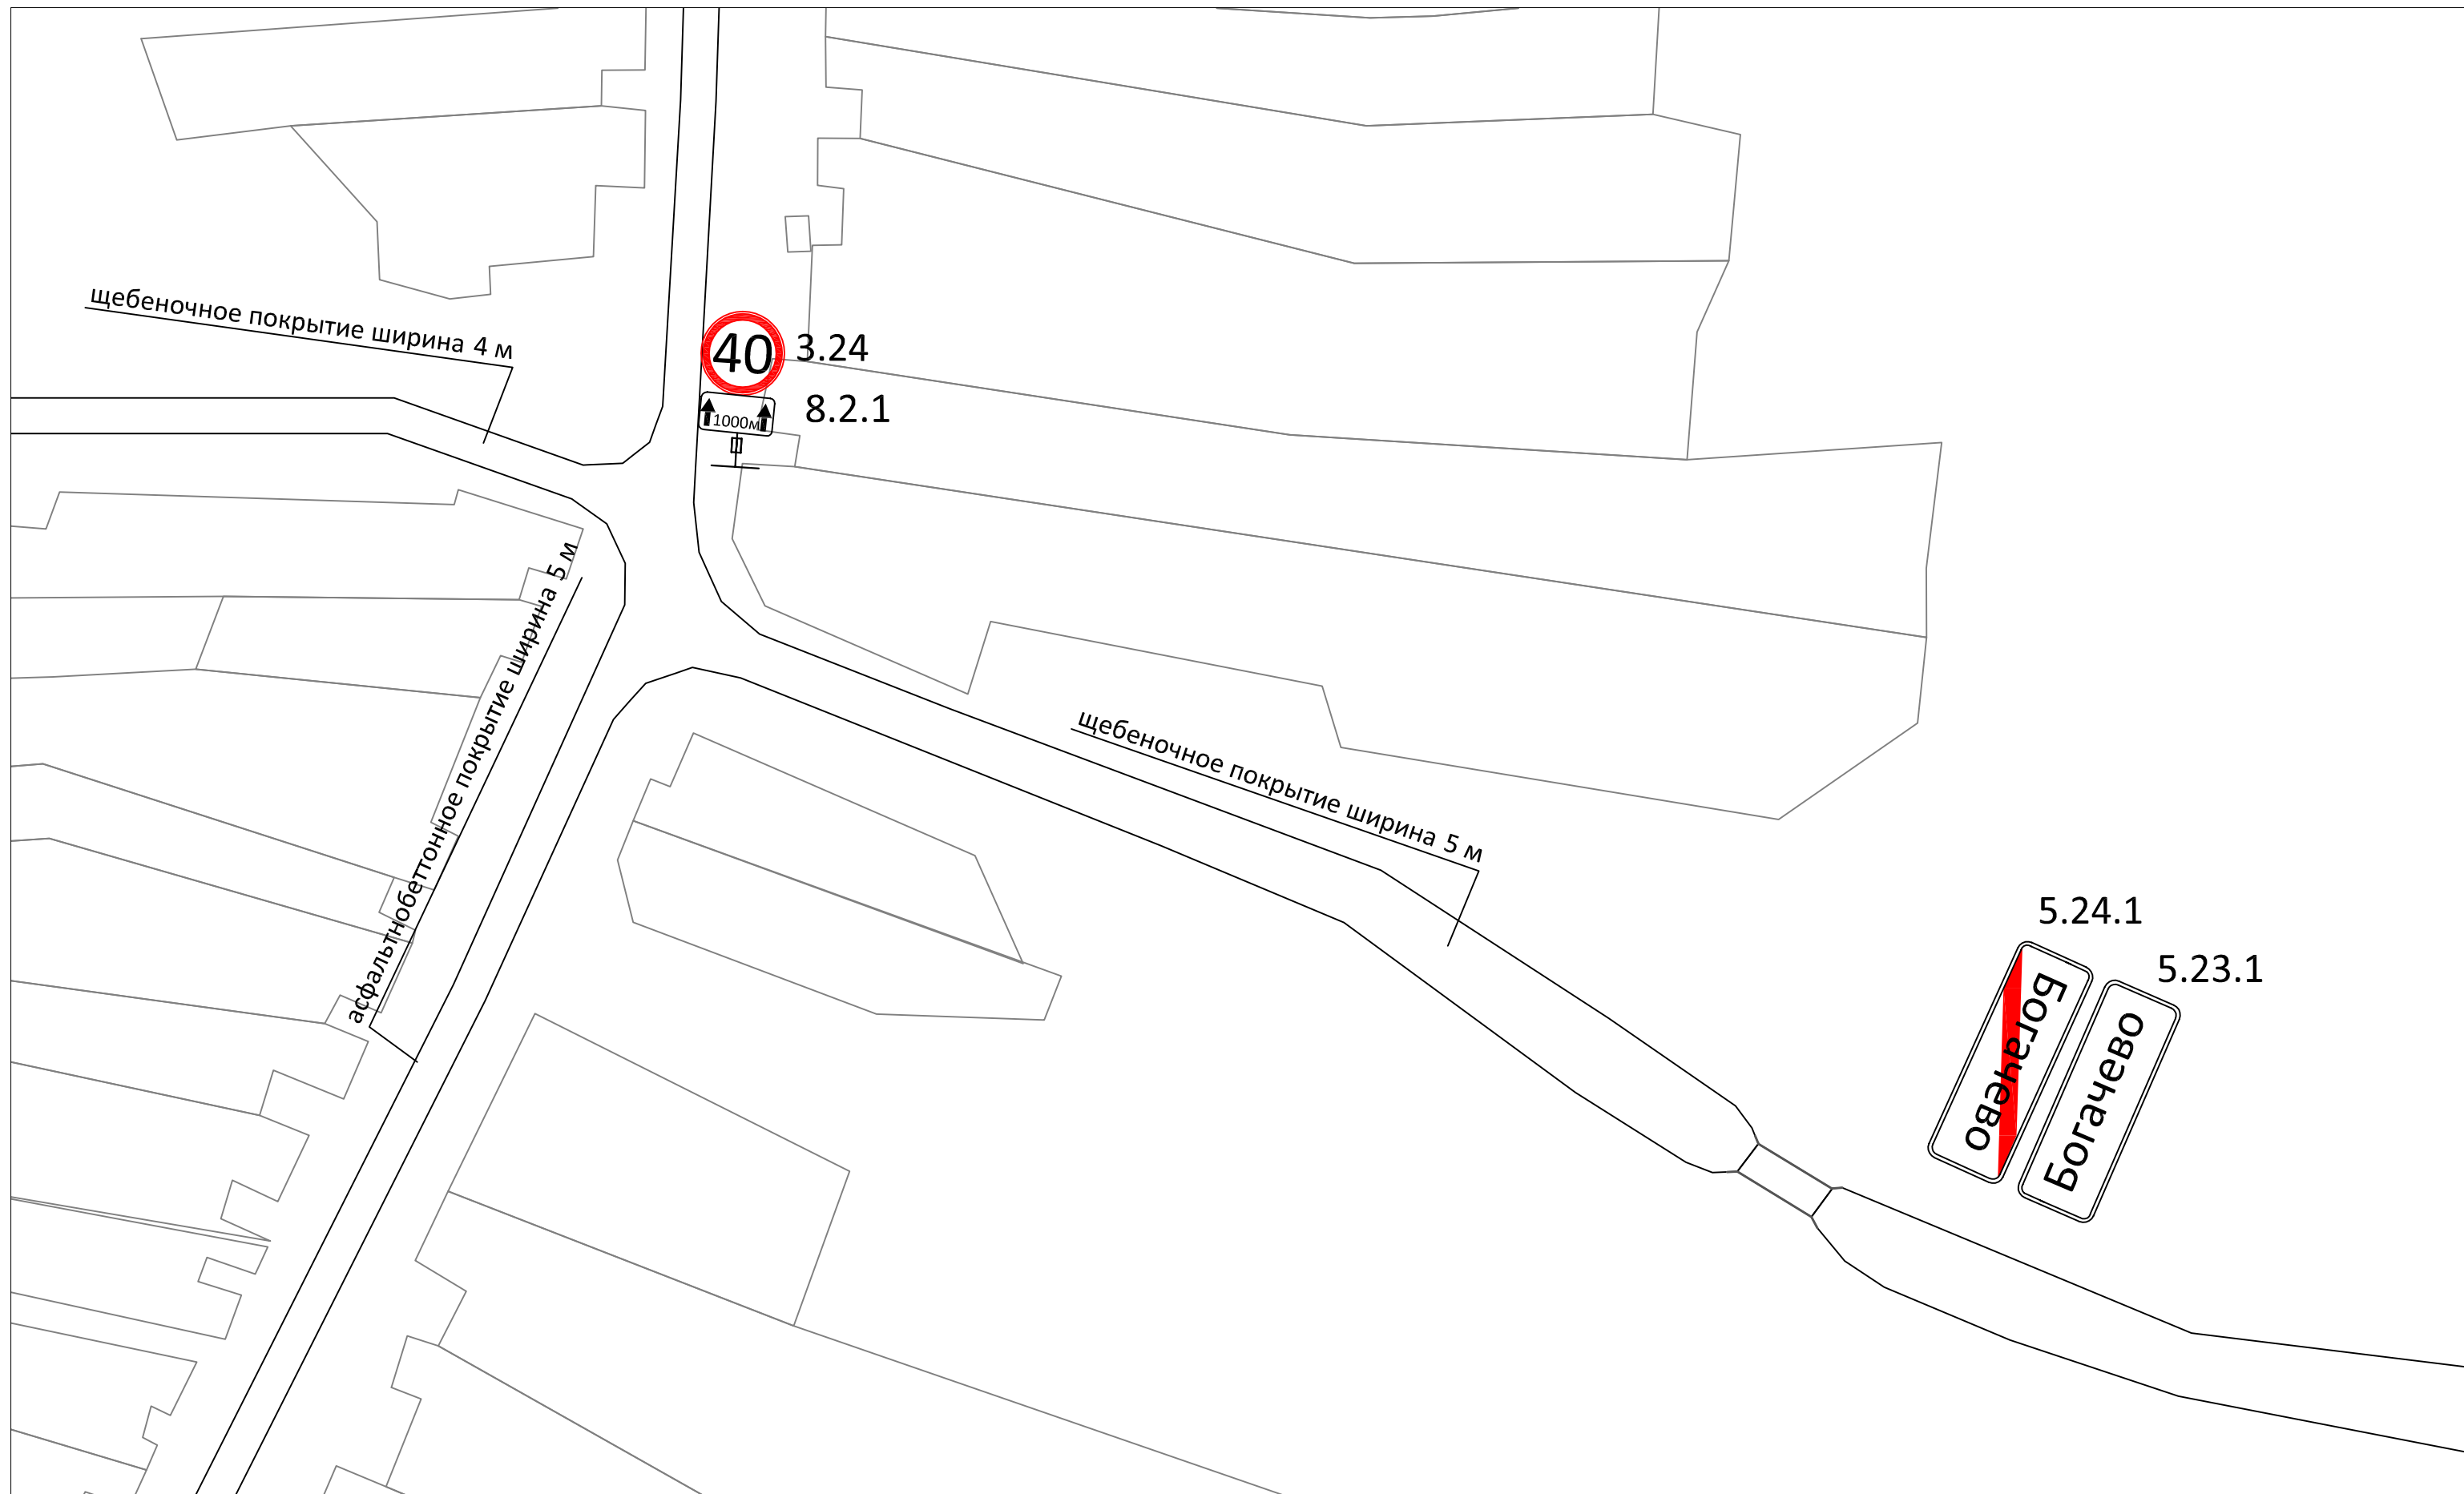 щебеночное покрытие ширина 4 м
40
3.24
1000м
8.2.1
асфальтнобеттонное покрытие ширина 5 м
щебеночное покрытие ширина 5 м
5.24.1
5.23.1
Богачево
Богачево